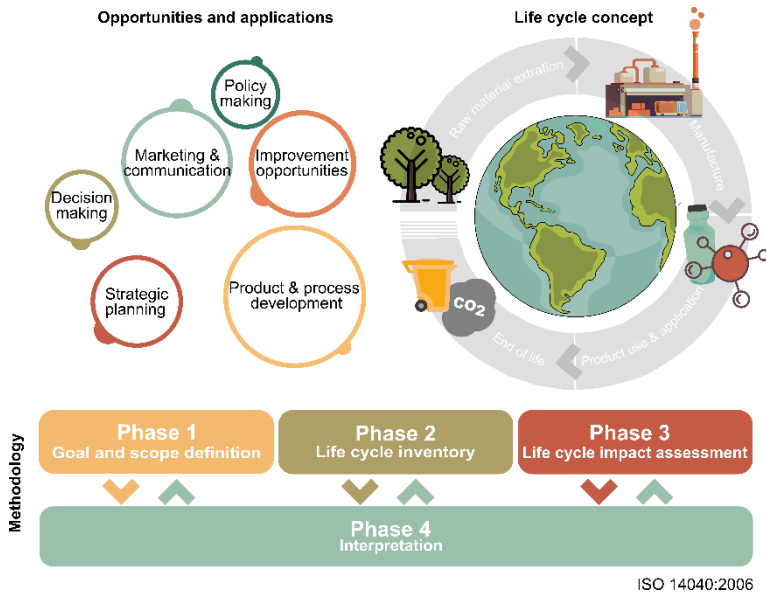 Opportunities and applications
Life cycle concept
Policy
making
Marketing &
communication
Improvement
opportunities
Decision
making
Strategic
planning
Product & process
development
Raw material extration
Manufacture
Product use & application
End of life
CO2
Methodology
Phase 1
Goal and scope definition
Phase 2
Life cycle inventory
Phase 3
Life cycle impact assessment
Phase 4
Interpretation
ISO 14040:2006